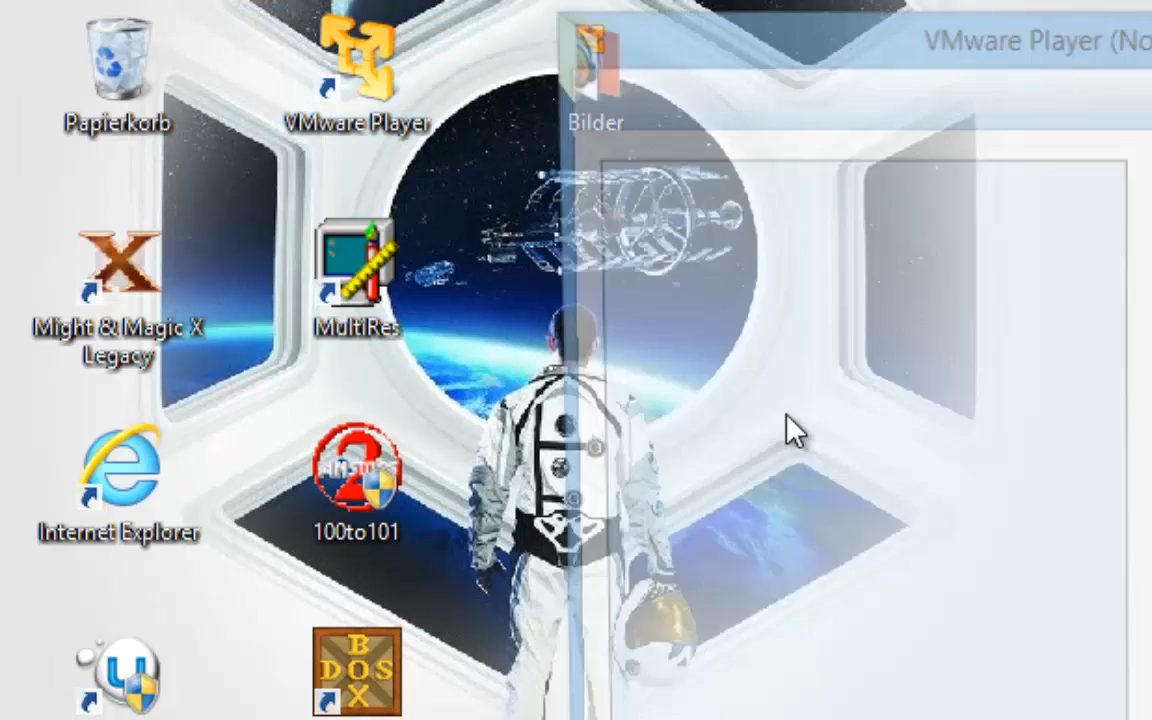 VMware Player (No
Papierkorb
VMware Player
Bilder
Might & Magic X
Legacy
MultiRes
Internet Explorer
100to101
U
B
DOS
X